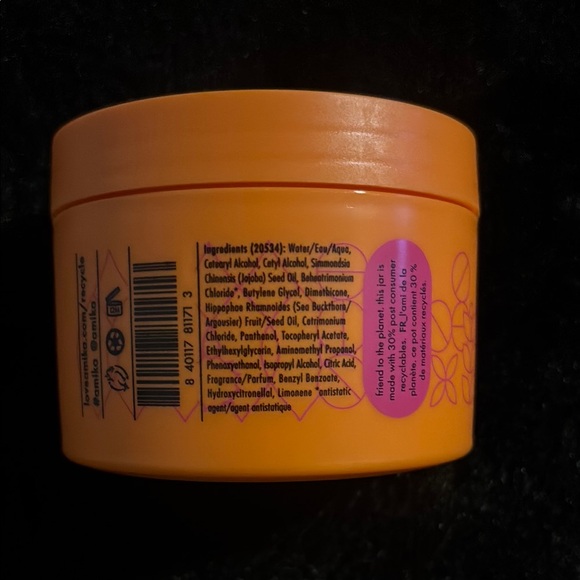 loveamika.com/recycle
@amika @amika
8 40117 81171 3
Ingredients (20534): Water/Eau/Aqua,
Cetearyl Alcohol, Cetyl Alcohol, Simmondsia
Chinensis (Jojoba) Seed Oil, Behentrimonium
Chloride*, Butylene Glycol, Dimethicone,
Hippophae Rhamnoides (Sea Buckthorn/
Argousier) Fruit/Seed Oil, Cetrimonium
Chloride, Panthenol, Tocopheryl Acetate,
Ethylhexylglycerin, Aminomethyl Propanol,
Phenoxyethanol, Isopropyl Alcohol, Citric Acid,
Fragrance/Parfum, Benzyl Benzoate,
Hydroxycitronellal, Limonene *antistatic
agent/agent antistatique
friend to the planet. this jar is
made with 30% post consumer
recyclables. FR_l'ami de la
planète. ce pot contient 30 %
de matériaux recyclés.